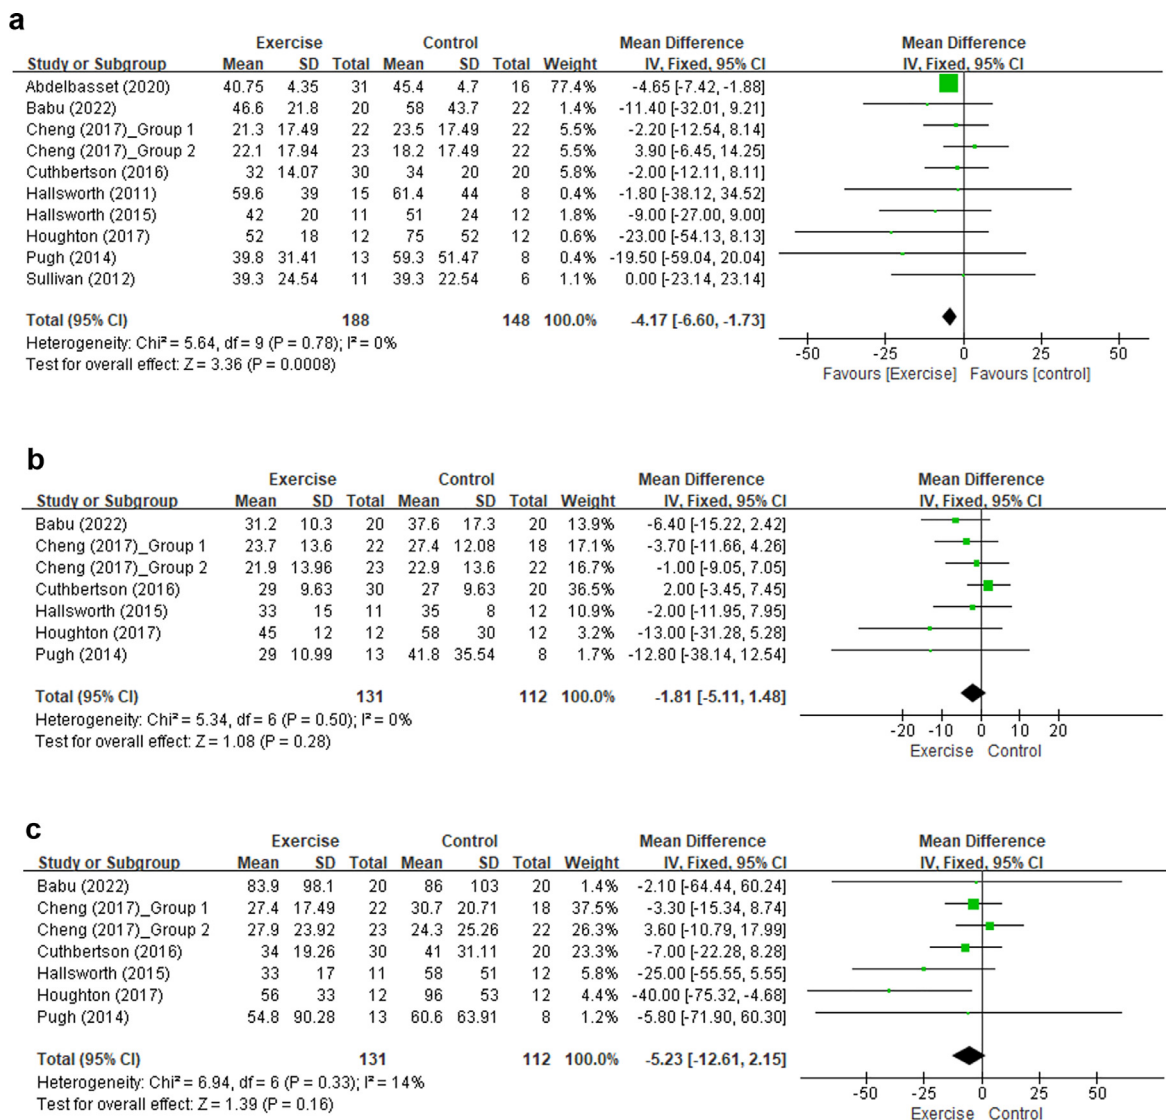 a
Exercise Control Mean Difference Mean Difference
Study or Subgroup Mean SD Total Mean SD Total Weight IV, Fixed, 95% CI IV, Fixed, 95% CI
Abdelbasset (2020) 40.75 4.35 31 45.4 4.7 16 77.4% -4.65 [-7.42, -1.88]
Babu (2022) 46.6 21.8 20 58 43.7 22 1.4% -11.40 [-32.01, 9.21]
Cheng (2017)_Group 1 21.3 17.49 22 23.5 17.49 22 5.5% -2.20 [-12.54, 8.14]
Cheng (2017)_Group 2 22.1 17.94 23 18.2 17.49 22 5.5% 3.90 [-6.45, 14.25]
Cuthbertson (2016) 32 14.07 30 34 20 20 5.8% -2.00 [-12.11, 8.11]
Hallsworth (2011) 59.6 39 15 61.4 44 8 0.4% -1.80 [-38.12, 34.52]
Hallsworth (2015) 42 20 11 51 24 12 1.8% -9.00 [-27.00, 9.00]
Houghton (2017) 52 18 12 75 52 12 0.6% -23.00 [-54.13, 8.13]
Pugh (2014) 39.8 31.41 13 59.3 51.47 8 0.4% -19.50 [-59.04, 20.04]
Sullivan (2012) 39.3 24.54 11 39.3 22.54 6 1.1% 0.00 [-23.14, 23.14]
Total (95% CI) 188 148 100.0% -4.17 [-6.60, -1.73]
Heterogeneity: Chi² = 5.64, df = 9 (P = 0.78); I² = 0%
Test for overall effect: Z = 3.36 (P = 0.0008)
-50 -25 0 25 50
Favours [Exercise] Favours [control]
b
Exercise Control Mean Difference Mean Difference
Study or Subgroup Mean SD Total Mean SD Total Weight IV, Fixed, 95% CI IV, Fixed, 95% CI
Babu (2022) 31.2 10.3 20 37.6 17.3 20 13.9% -6.40 [-15.22, 2.42]
Cheng (2017)_Group 1 23.7 13.6 22 27.4 12.08 18 17.1% -3.70 [-11.66, 4.26]
Cheng (2017)_Group 2 21.9 13.96 23 22.9 13.6 22 16.7% -1.00 [-9.05, 7.05]
Cuthbertson (2016) 29 9.63 30 27 9.63 20 36.5% 2.00 [-3.45, 7.45]
Hallsworth (2015) 33 15 11 35 8 12 10.9% -2.00 [-11.95, 7.95]
Houghton (2017) 45 12 12 58 30 12 3.2% -13.00 [-31.28, 5.28]
Pugh (2014) 29 10.99 13 41.8 35.54 8 1.7% -12.80 [-38.14, 12.54]
Total (95% CI) 131 112 100.0% -1.81 [-5.11, 1.48]
Heterogeneity: Chi² = 5.34, df = 6 (P = 0.50); I² = 0%
Test for overall effect: Z = 1.08 (P = 0.28)
-20 -10 0 10 20
Exercise Control
c
Exercise Control Mean Difference Mean Difference
Study or Subgroup Mean SD Total Mean SD Total Weight IV, Fixed, 95% CI IV, Fixed, 95% CI
Babu (2022) 83.9 98.1 20 86 103 20 1.4% -2.10 [-64.44, 60.24]
Cheng (2017)_Group 1 27.4 17.49 22 30.7 20.71 18 37.5% -3.30 [-15.34, 8.74]
Cheng (2017)_Group 2 27.9 23.92 23 24.3 25.26 22 26.3% 3.60 [-10.79, 17.99]
Cuthbertson (2016) 34 19.26 30 41 31.11 20 23.3% -7.00 [-22.28, 8.28]
Hallsworth (2015) 33 17 11 58 51 12 5.8% -25.00 [-55.55, 5.55]
Houghton (2017) 56 33 12 96 53 12 4.4% -40.00 [-75.32, -4.68]
Pugh (2014) 54.8 90.28 13 60.6 63.91 8 1.2% -5.80 [-71.90, 60.30]
Total (95% CI) 131 112 100.0% -5.23 [-12.61, 2.15]
Heterogeneity: Chi² = 6.94, df = 6 (P = 0.33); I² = 14%
Test for overall effect: Z = 1.39 (P = 0.16)
-50 -25 0 25 50
Exercise Control